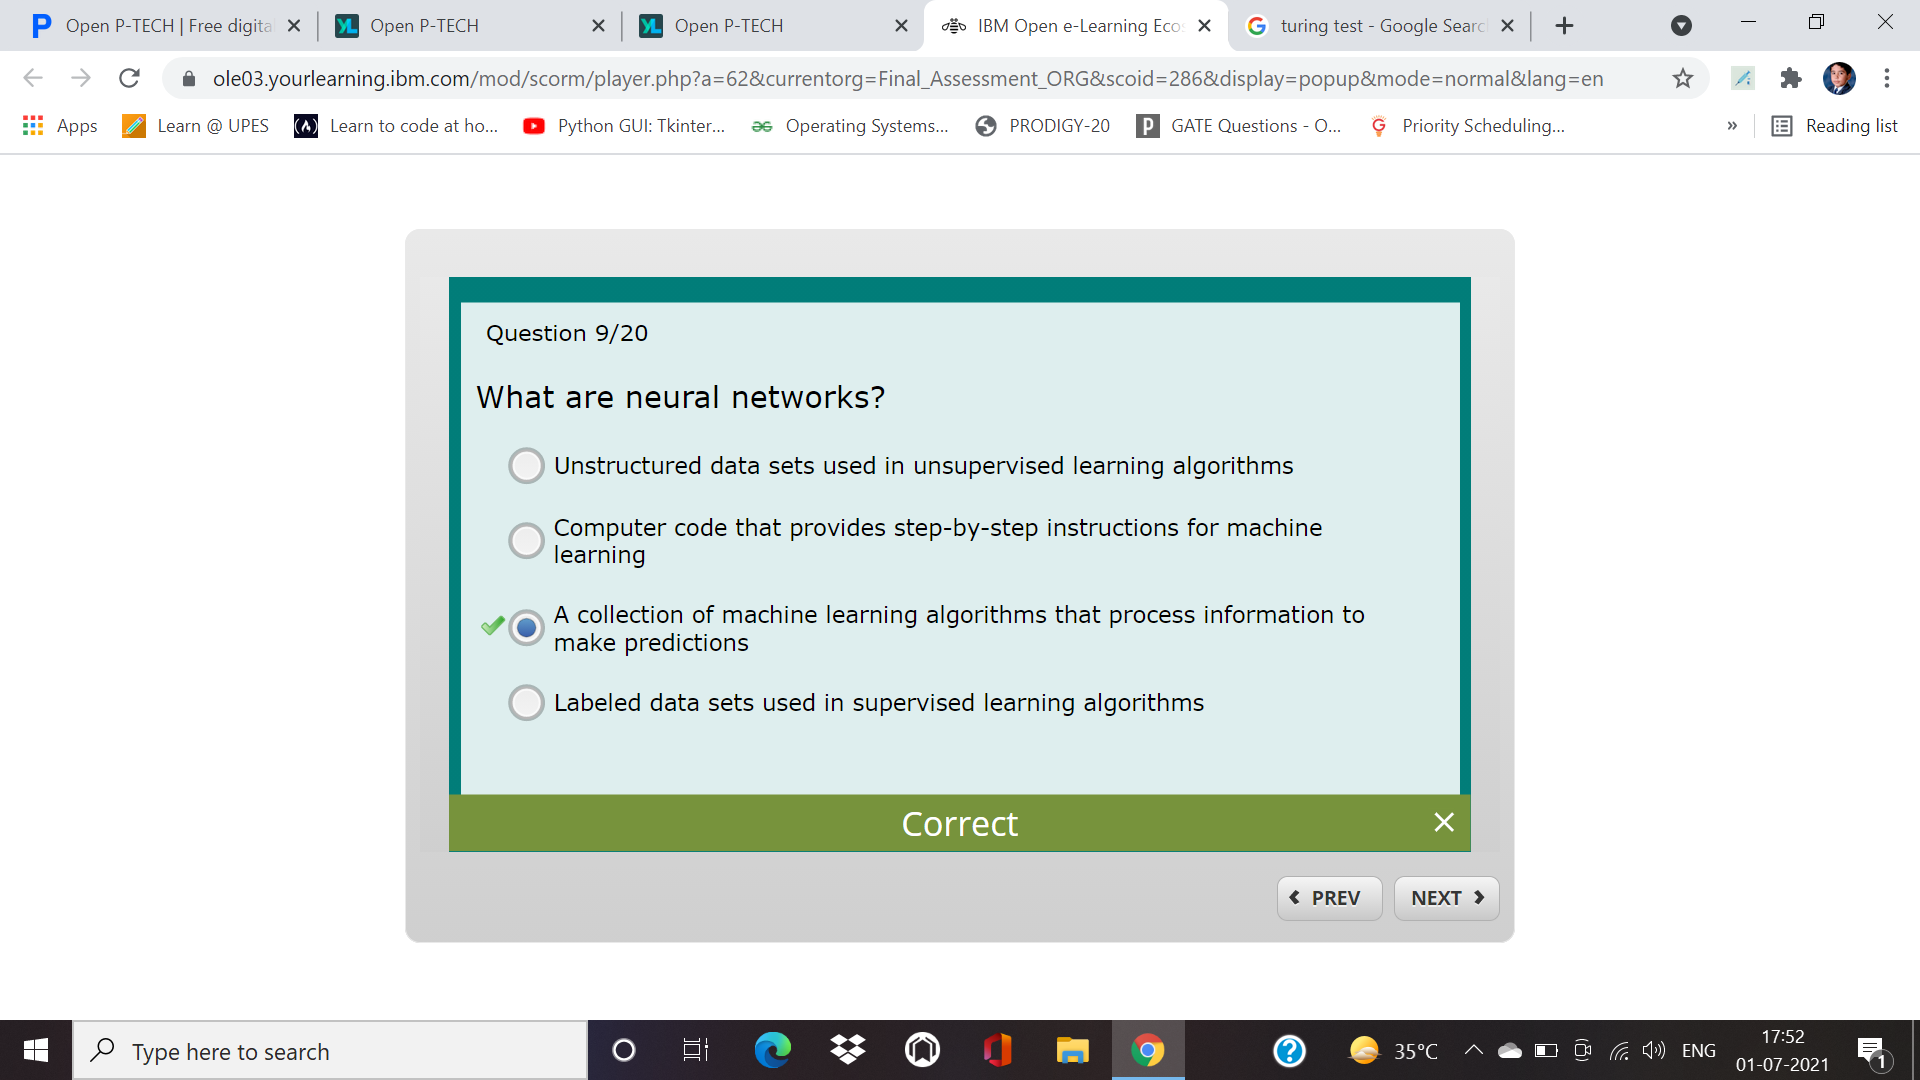 Open P-TECH | Free digita
Open P-TECH
Open P-TECH
IBM Open e-Learning Ecos
turing test - Google Searc
ole03.yourlearning.ibm.com/mod/scorm/player.php?a=62&currentorg=Final_Assessment_ORG&scoid=286&display=popup&mode=normal&lang=en
Apps
Learn @ UPES
Learn to code at ho...
Python GUI: Tkinter...
Operating Systems...
PRODIGY-20
GATE Questions - O...
Priority Scheduling...
»
Reading list
Question 9/20
What are neural networks?
Unstructured data sets used in unsupervised learning algorithms
Computer code that provides step-by-step instructions for machine
learning
A collection of machine learning algorithms that process information to
make predictions
Labeled data sets used in supervised learning algorithms
Correct
PREV
NEXT
Type here to search
35°C
ENG
17:52
01-07-2021
1